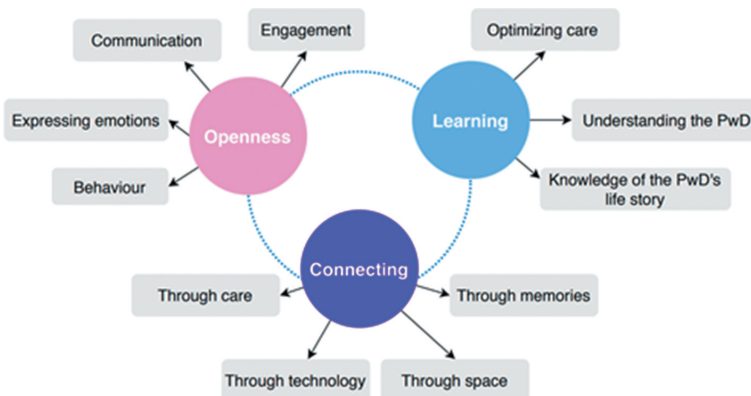 Communication
Engagement
Optimizing care
Expressing emotions
Openness
Learning
Understanding the PwD
Behaviour
Knowledge of the PwD's
life story
Connecting
Through care
Through memories
Through technology
Through space